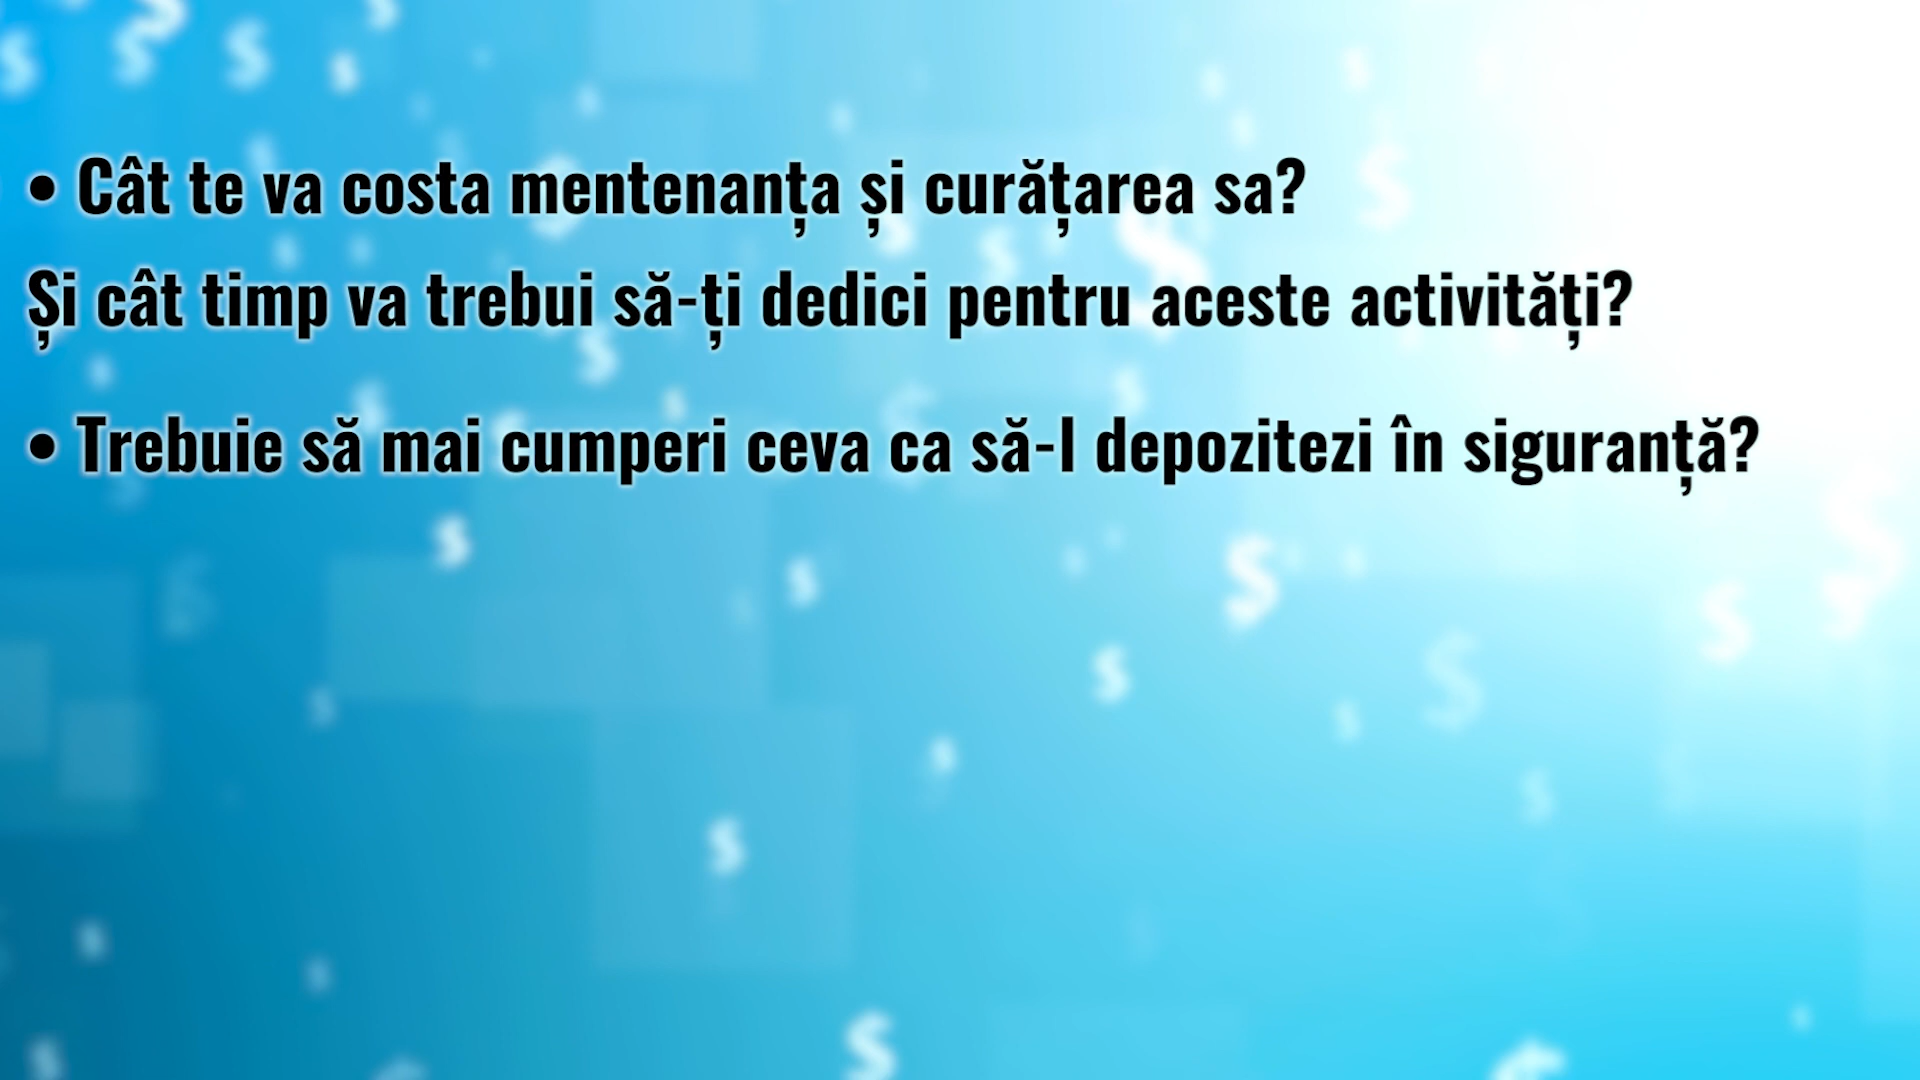 • Cât te va costa mentenanța și curățarea sa?
Și cât timp va trebui să-ți dedici pentru aceste activități?
• Trebuie să mai cumperi ceva ca să-l depozitezi în siguranță?